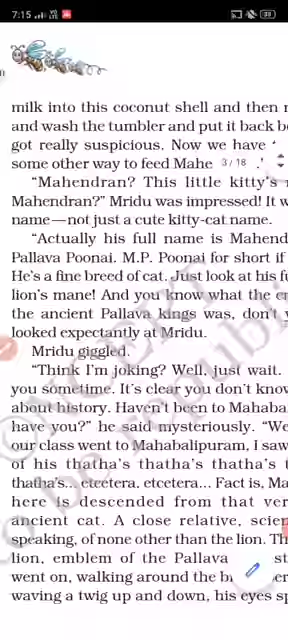 7:15
milk into this coconut shell and then
and wash the tumbler and put it back
got really suspicious. Now we have
some other way to feed Mahe 3/18 .'
"Mahendran? This little kitty's
Mahendran?" Mridu was impressed! It
name—not just a cute kitty-cat name.
"Actually his full name is Mahend
Pallava Poonai. M.P. Poonai for short if
He's a fine breed of cat. Just look at his
lion's mane! And you know what the
the ancient Pallava kings was, don't
looked expectantly at Mridu.
Mridu giggled.
"Think I'm joking? Well, just wait.
you sometime. It's clear you don't know
about history. Haven't been to Mahaba
have you?" he said mysteriously. "We
our class went to Mahabalipuram, I saw
of his thatha's thatha's thatha's
thatha's... etcetera, etcetera... Fact is, Ma
here is descended from that ver
ancient cat. A close relative, scien
speaking, of none other than the lion. Th
lion, emblem of the Pallava st
went on, walking around the
waving a twig up and down, his eyes sp